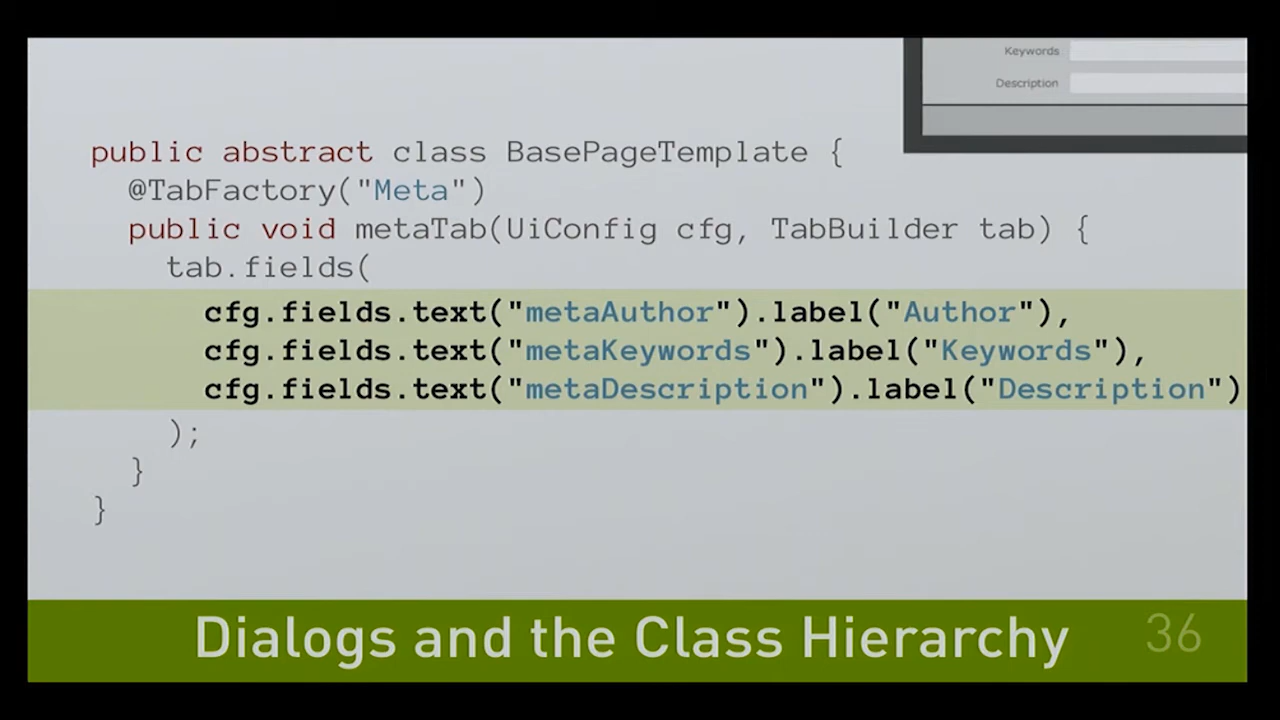 Keywords
Description
public abstract class BasePageTemplate {
@TabFactory("Meta")
public void metaTab(UiConfig cfg, TabBuilder tab) {
tab.fields(
cfg.fields.text("metaAuthor").label("Author"),
cfg.fields.text("metaKeywords").label("Keywords"),
cfg.fields.text("metaDescription").label("Description")
);
}
}
Dialogs and the Class Hierarchy 36